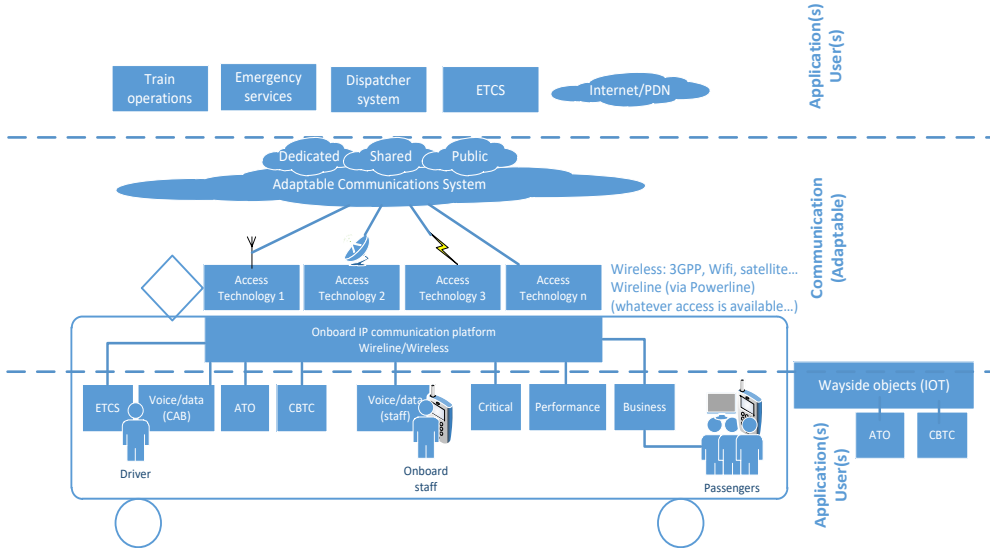 Application(s)
User(s)
Train
operations
Emergency
services
Dispatcher
system
ETCS
Internet/PDN
Dedicated
Shared
Public
Adaptable Communications System
Communication
(Adaptable)
Access
Technology 1
Access
Technology 2
Access
Technology 3
Access
Technology n
Wireless: 3GPP, Wifi, satellite...
Wireline (via Powerline)
(whatever access is available...)
Onboard IP communication platform
Wireline/Wireless
ETCS
Voice/data
(CAB)
ATO
CBTC
Voice/data
(staff)
Critical
Performance
Business
Wayside objects (IOT)
ATO
CBTC
Driver
Onboard
staff
Passengers
Application(s)
User(s)